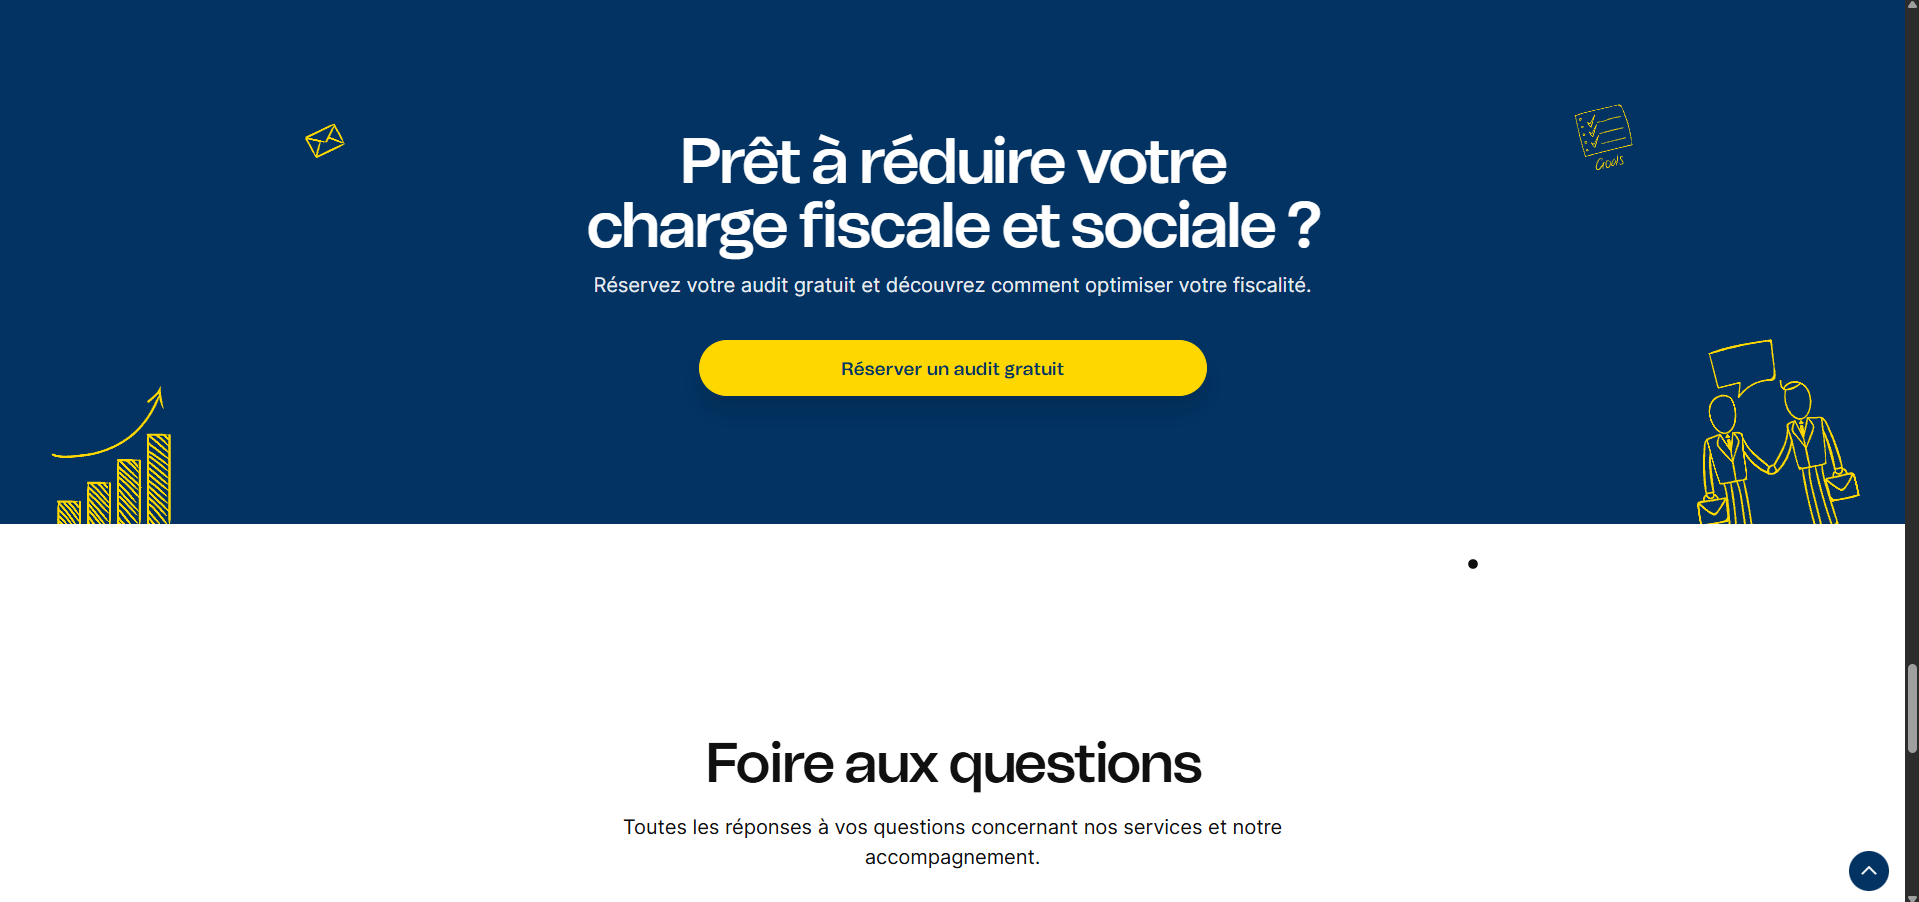 Goals
Prêt à réduire votre
charge fiscale et sociale ?
Réservez votre audit gratuit et découvrez comment optimiser votre fiscalité.
Réserver un audit gratuit
Foire aux questions
Toutes les réponses à vos questions concernant nos services et notre
accompagnement.